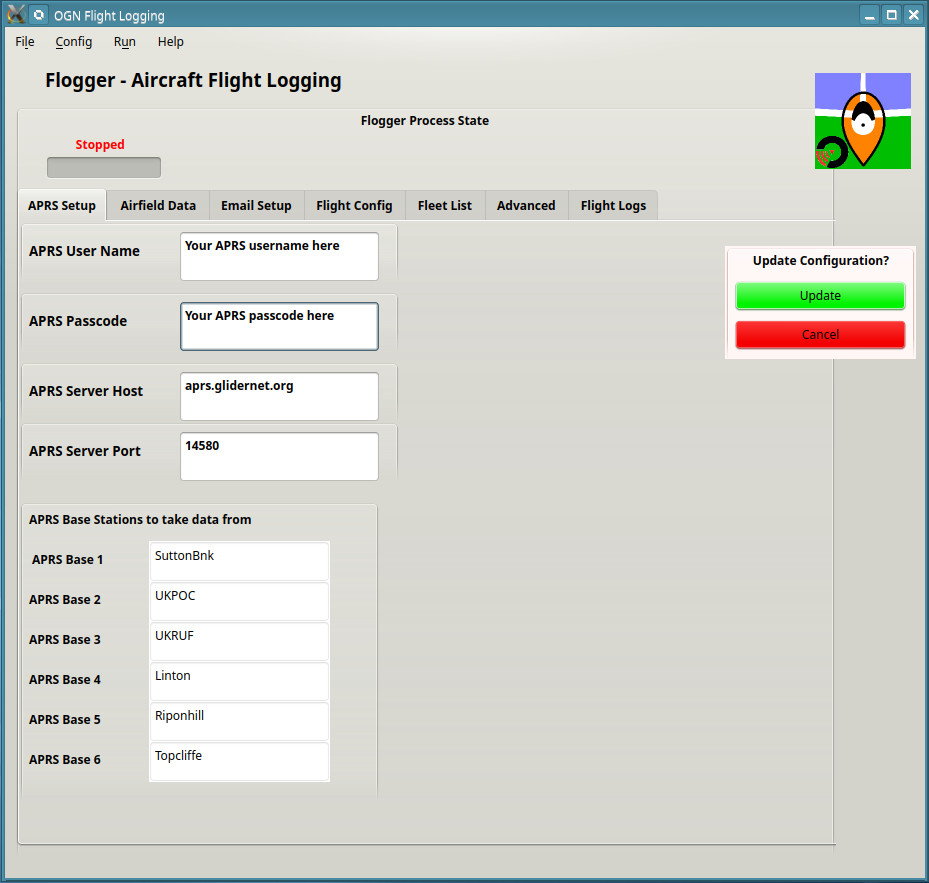 OGN Flight Logging
File Config Run Help
Flogger - Aircraft Flight Logging
Flogger Process State
Stopped
APRS Setup Airfield Data Email Setup Flight Config Fleet List Advanced Flight Logs
APRS User Name Your APRS username here
Update Configuration?
Update
Cancel
APRS Passcode Your APRS passcode here
APRS Server Host aprs.glidernet.org
APRS Server Port 14580
APRS Base Stations to take data from
APRS Base 1 SuttonBnk
APRS Base 2 UKPOC
APRS Base 3 UKRUF
APRS Base 4 Linton
APRS Base 5 Riponhill
APRS Base 6 Topcliffe